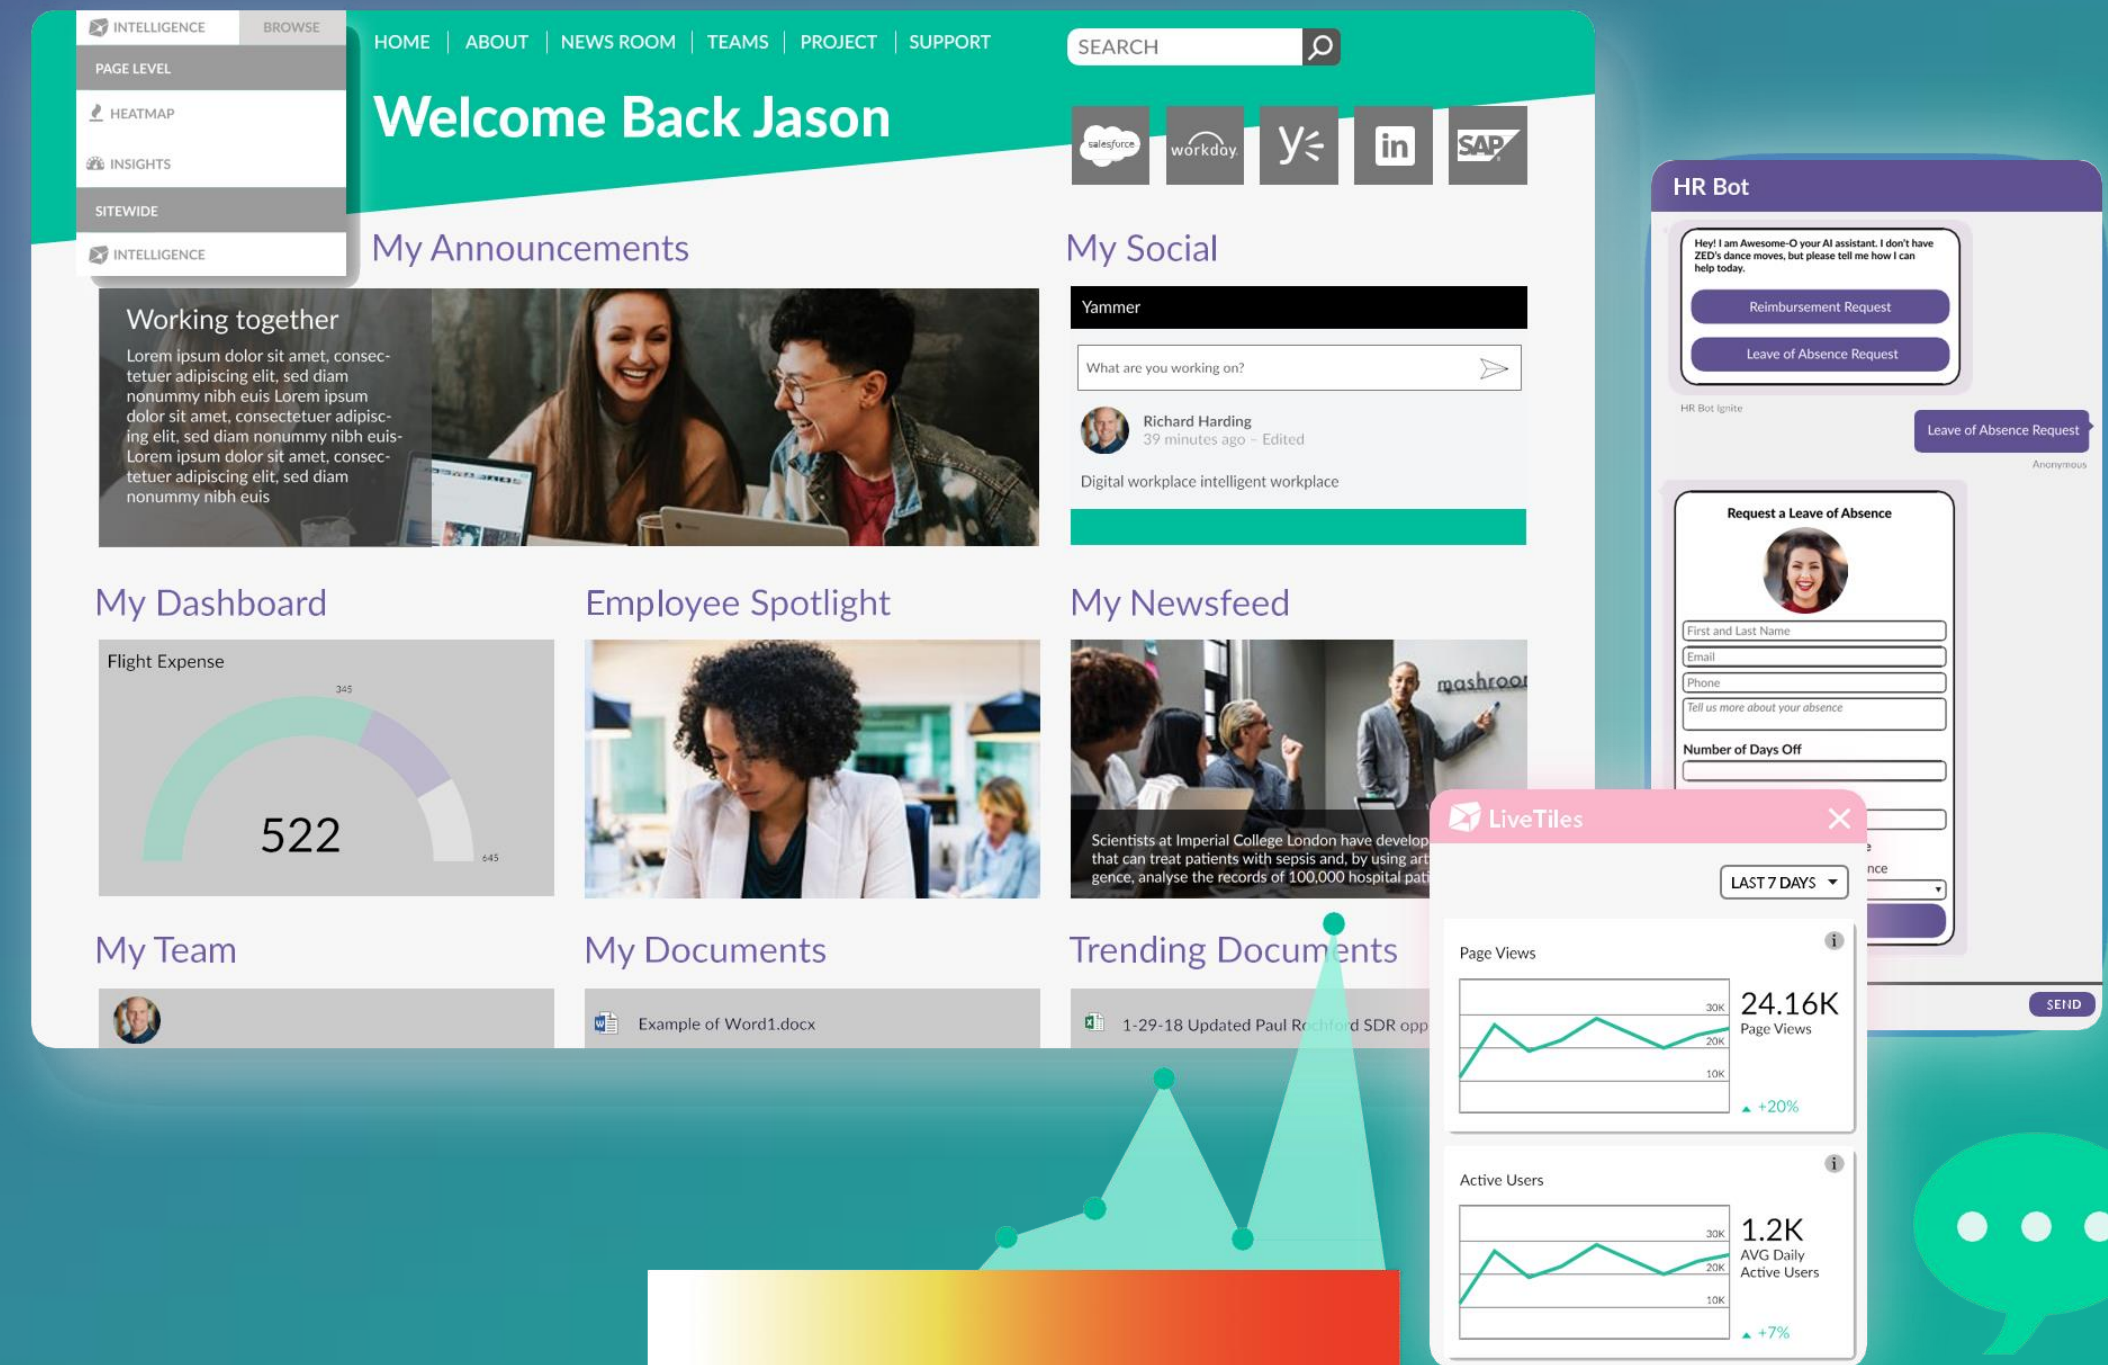 INTELLIGENCE
BROWSE
PAGE LEVEL
HEATMAP
INSIGHTS
SITEWIDE
INTELLIGENCE
HOME | ABOUT | NEWS ROOM | TEAMS | PROJECT | SUPPORT
SEARCH
Welcome Back Jason
salesforce
workday.
in
SAP
My Announcements
Working together
Lorem ipsum dolor sit amet, consec-
tetuer adipiscing elit, sed diam
nonummy nibh euis Lorem ipsum
dolor sit amet, consectetuer adipisc-
ing elit, sed diam nonummy nibh euis-
Lorem ipsum dolor sit amet, consec-
tetuer adipiscing elit, sed diam
nonummy nibh euis
My Social
Yammer
What are you working on?
Richard Harding
39 minutes ago – Edited
Digital workplace intelligent workplace
My Dashboard
Flight Expense
345
522
645
Employee Spotlight
My Newsfeed
mashroor
Scientists at Imperial College London have develop
that can treat patients with sepsis and, by using art
gence, analyse the records of 100,000 hospital pati
My Team
My Documents
Example of Word1.docx
Trending Documents
1-29-18 Updated Paul Rochford SDR opp
HR Bot
Hey! I am Awesome-O your AI assistant. I don't have
ZED's dance moves, but please tell me how I can
help today.
Reimbursement Request
Leave of Absence Request
HR Bot Ignite
Leave of Absence Request
Anonymous
Request a Leave of Absence
First and Last Name
Email
Phone
Tell us more about your absence
Number of Days Off
e
nce
SEND
LiveTiles
LAST 7 DAYS
Page Views
30K
20K
10K
24.16K
Page Views
+20%
Active Users
30K
20K
10K
1.2K
AVG Daily
Active Users
+7%